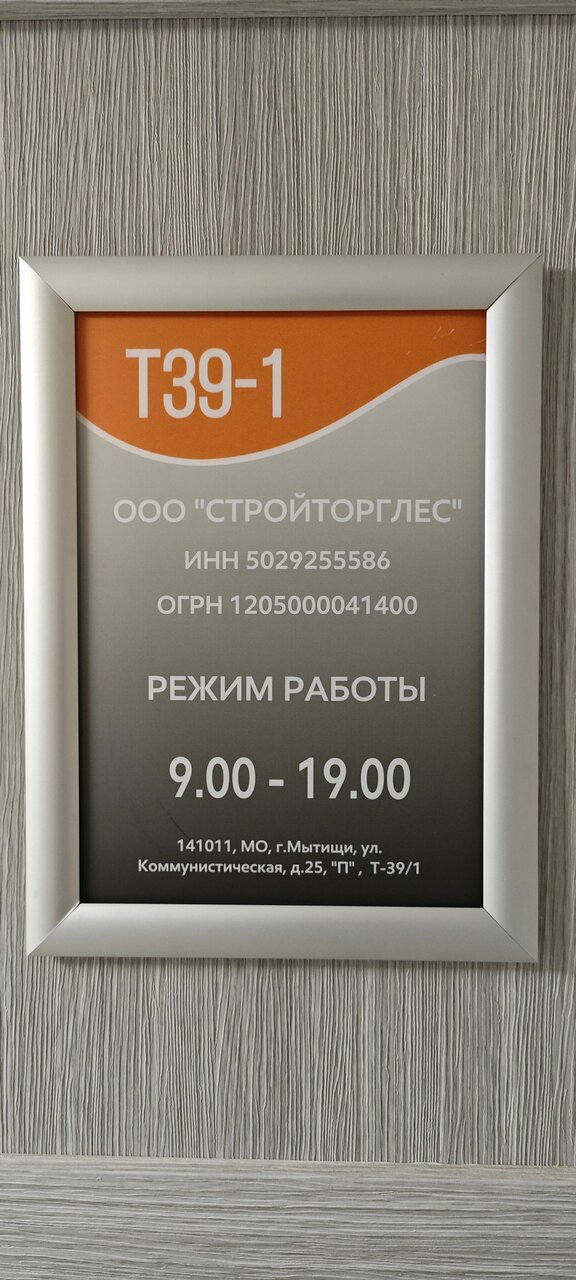 Т39-1
ООО "СТРОЙТОРГЛЕС"
ИНН 5029255586
ОГРН 1205000041400
РЕЖИМ РАБОТЫ
9.00 - 19.00
141011, МО, г.Мытищи, ул.
Коммунистическая, д.25, "П" , Т-39/1